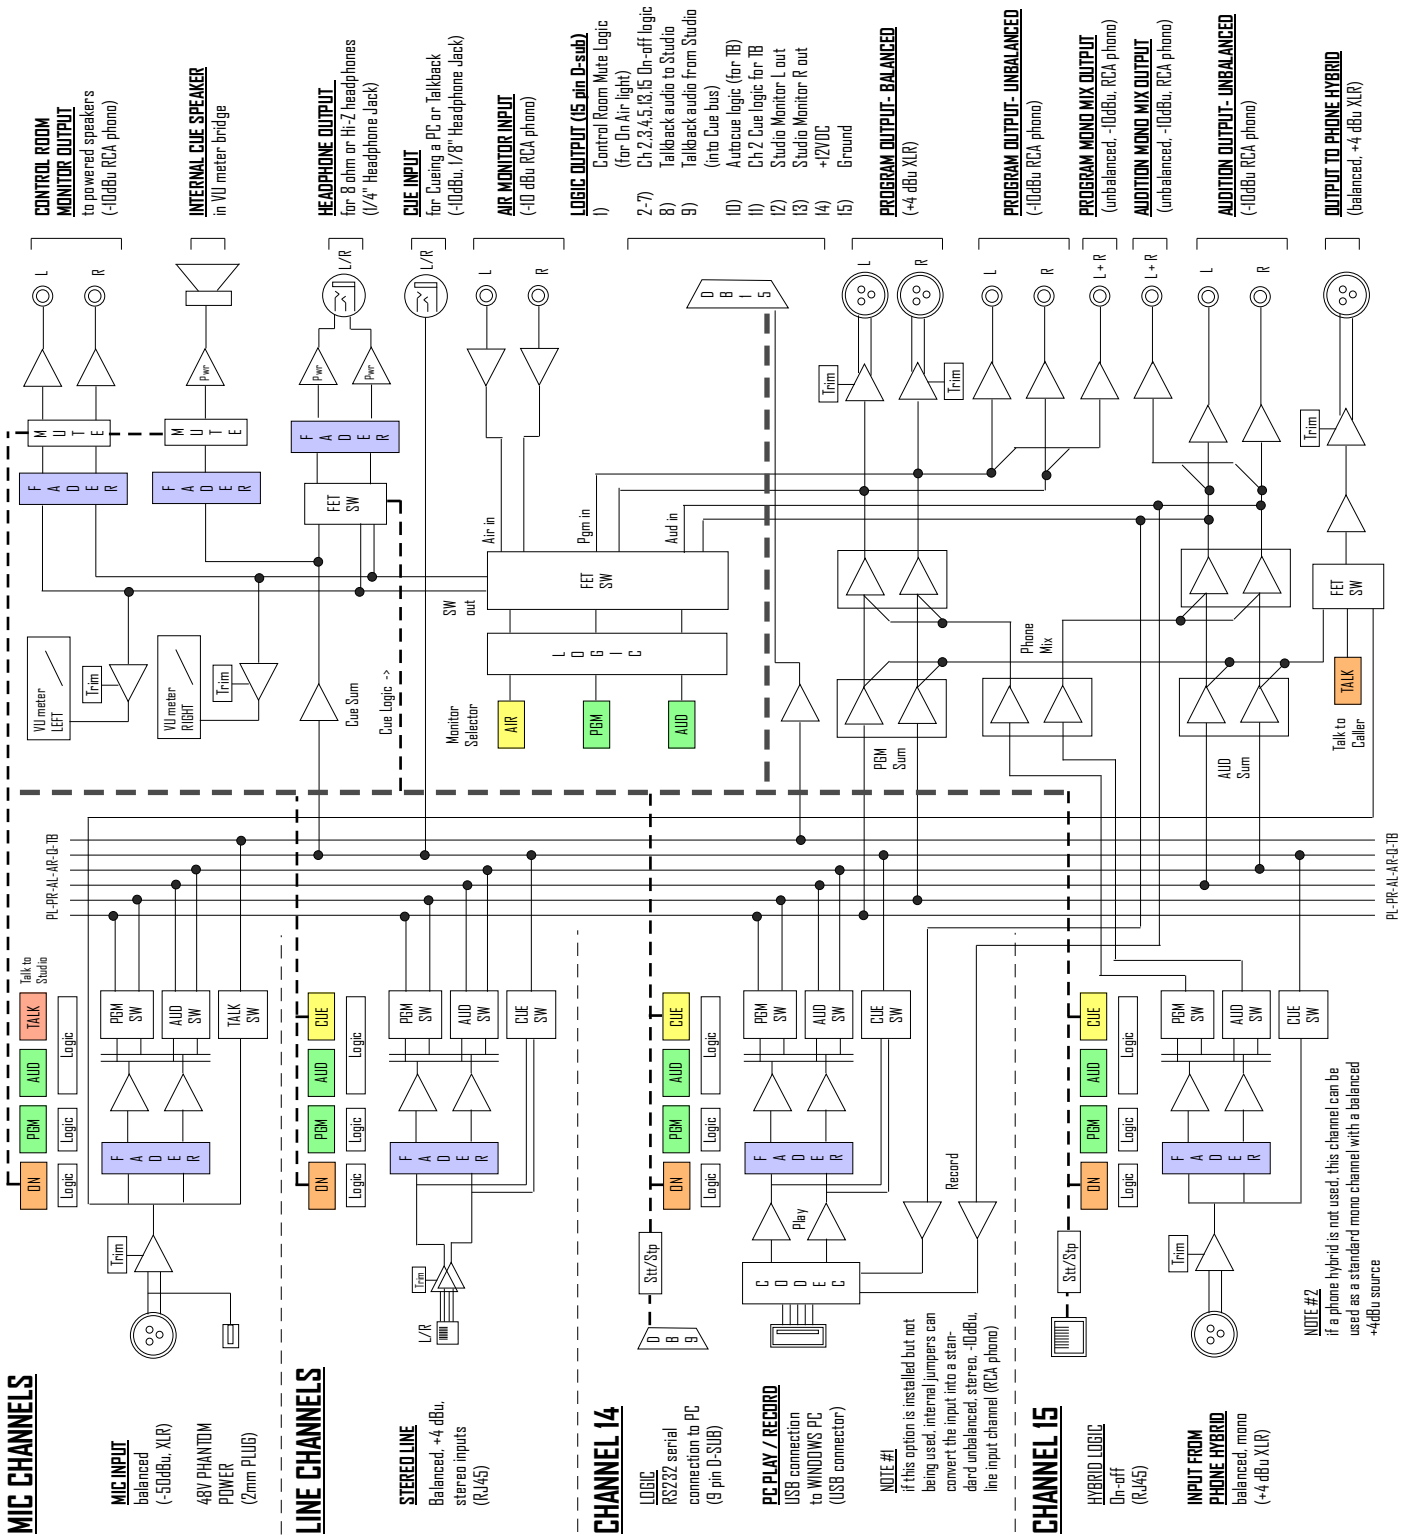 MIC CHANNELS
MIC INPUT
balanced
(-50dBu, XLR)
48V PHANTOM
POWER
(2mm PLUG)
Trim
FADER
ON
PGM
AUD
TALK
Talk to
Studio
Logic
Logic
Logic
PGM
SW
AUD
SW
TALK
SW
LINE CHANNELS
STEREO LINE
Balanced, +4 dBu,
stereo inputs
(RJ45)
L/R
Trim
FADER
ON
PGM
AUD
CUE
Logic
Logic
Logic
PGM
SW
AUD
SW
CUE
SW
CHANNEL 14
LOGIC
RS232 serial
connection to PC
(9 pin D-SUB)
PC PLAY / RECORD
USB connection
to WINDOWS PC
(USB connector)
NOTE #1
if this option is installed but not
being used, internal jumpers can
convert the input into a stan-
dard unbalanced, stereo, -10dBu,
line input channel (RCA phono)
DB9
Stt/Stp
CODEC
Play
Record
FADER
ON
PGM
AUD
CUE
Logic
Logic
Logic
PGM
SW
AUD
SW
CUE
SW
CHANNEL 15
HYBRID LOGIC
On-off
(RJ45)
INPUT FROM
PHONE HYBRID
balanced, mono
(+4 dBu XLR)
Stt/Stp
Trim
FADER
ON
PGM
AUD
CUE
Logic
Logic
Logic
PGM
SW
AUD
SW
CUE
SW
NOTE #2
if a phone hybrid is not used, this channel can be
used as a standard mono channel with a balanced
+4dBu source
PL-PR-AL-AR-Q-TB
PL-PR-AL-AR-Q-TB
VU meter
LEFT
Trim
VU meter
RIGHT
Trim
Cue Sum
Cue Logic ->
Monitor
Selector
AIR
PGM
AUD
LOGIC
FET
SW
SW
out
Air in
Pgm in
Aud in
FADER
FADER
FET
SW
FADER
MUTE
MUTE
Pwr
Pwr
Pwr
PGM
Sum
Phone
Mix
AUD
Sum
Talk to
Caller
TALK
FET
SW
Trim
Trim
Trim
DB15
L
R
L/R
L/R
L
R
L
R
L
R
L+R
L+R
L
R
CONTROL ROOM
MONITOR OUTPUT
to powered speakers
(-10dBu RCA phono)
INTERNAL CUE SPEAKER
in VU meter bridge
HEADPHONE OUTPUT
for 8 ohm or Hi-Z headphones
(1/4" Headphone Jack)
CUE INPUT
for Cueing a PC or Talkback
(-10dBu, 1/8" Headphone Jack)
AIR MONITOR INPUT
(-10 dBu RCA phono)
LOGIC OUTPUT (15 pin D-sub)
1) Control Room Mute Logic
(for On Air light)
2-7) Ch 2,3,4,5,13,15 On-off logic
8) Talkback audio to Studio
9) Talkback audio from Studio
(into Cue bus)
10) Autocue logic (for TB)
11) Ch 2 Cue logic for TB
12) Studio Monitor L out
13) Studio Monitor R out
14) +12VDC
15) Ground
PROGRAM OUTPUT- BALANCED
(+4 dBu XLR)
PROGRAM OUTPUT- UNBALANCED
(-10dBu RCA phono)
PROGRAM MONO MIX OUTPUT
(unbalanced, -10dBu, RCA phono)
AUDITION MONO MIX OUTPUT
(unbalanced, -10dBu, RCA phono)
AUDITION OUTPUT- UNBALANCED
(-10dBu RCA phono)
OUTPUT TO PHONE HYBRID
(balanced, +4 dBu XLR)